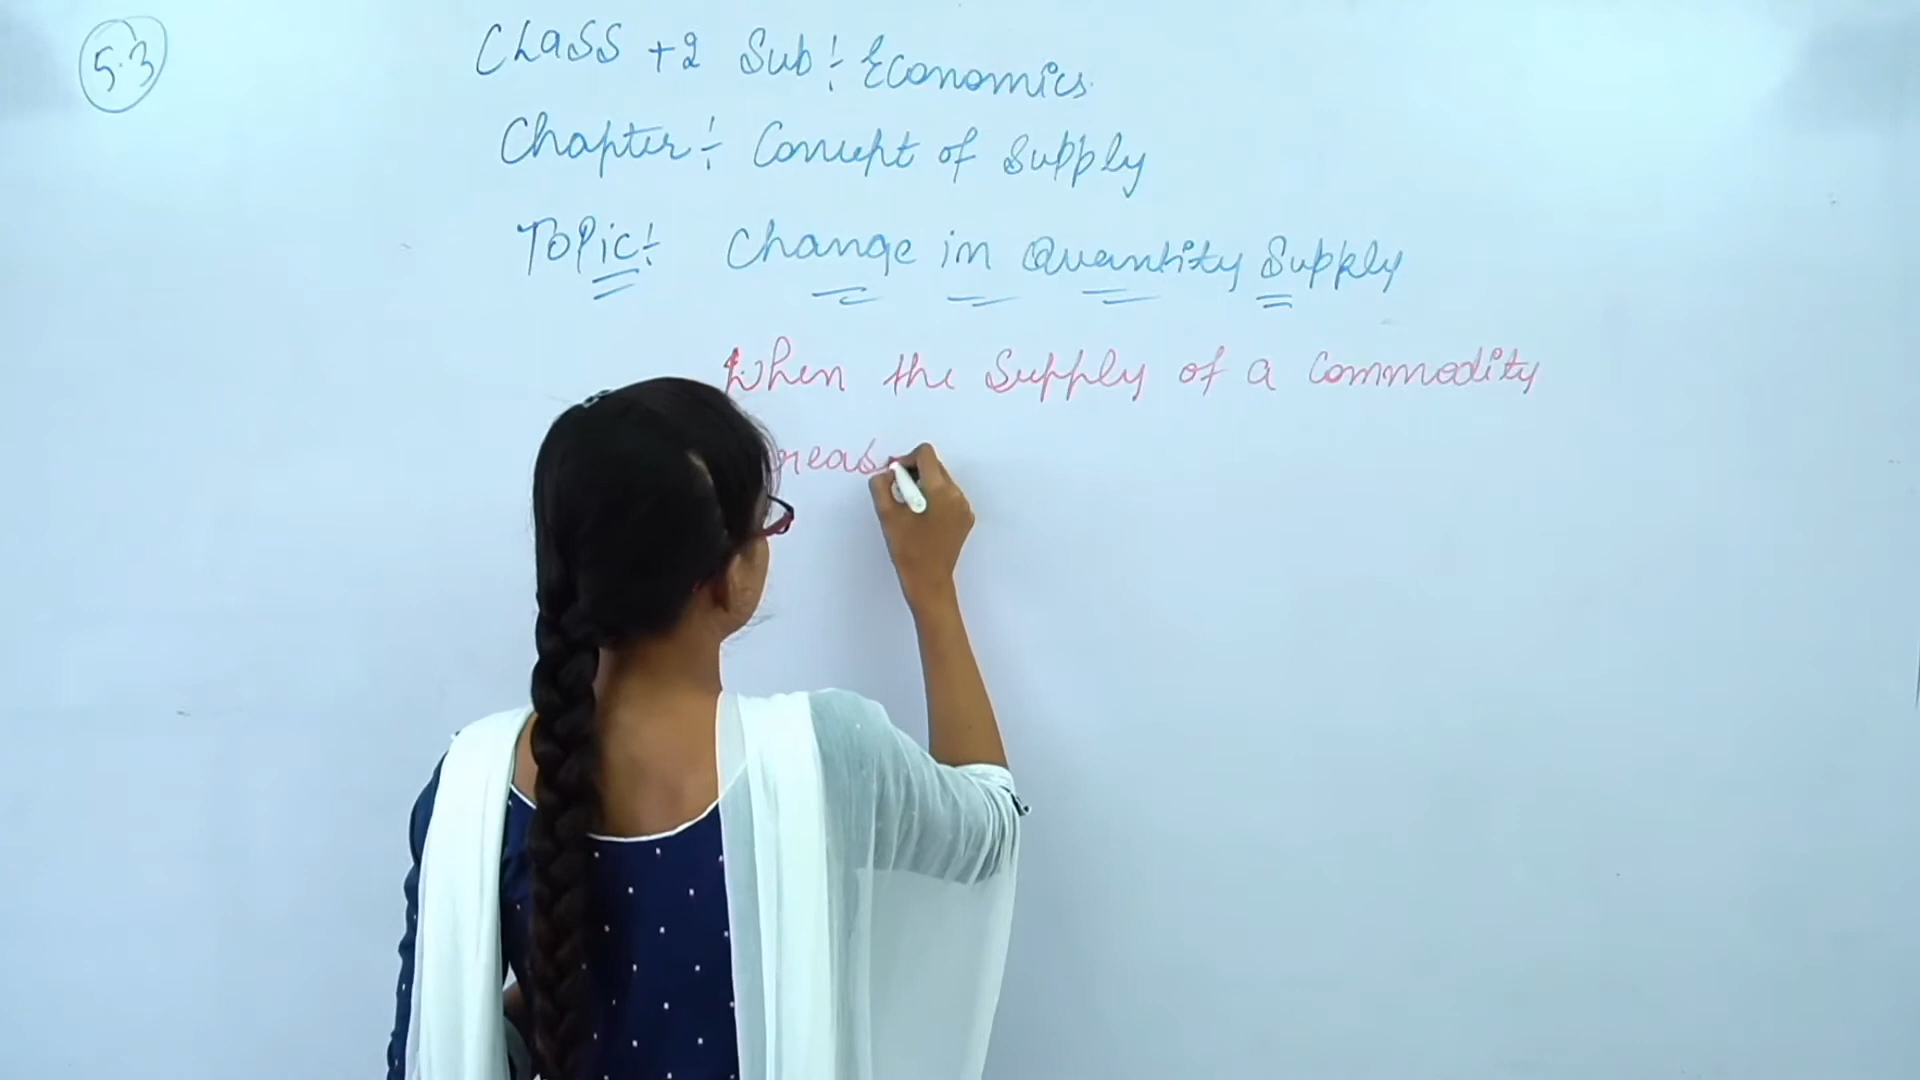 5.3
Class +2 Sub:- Economics.
Chapter:- Concept of Supply
Topic:- Change in Quantity Supply
When the Supply of a Commodity